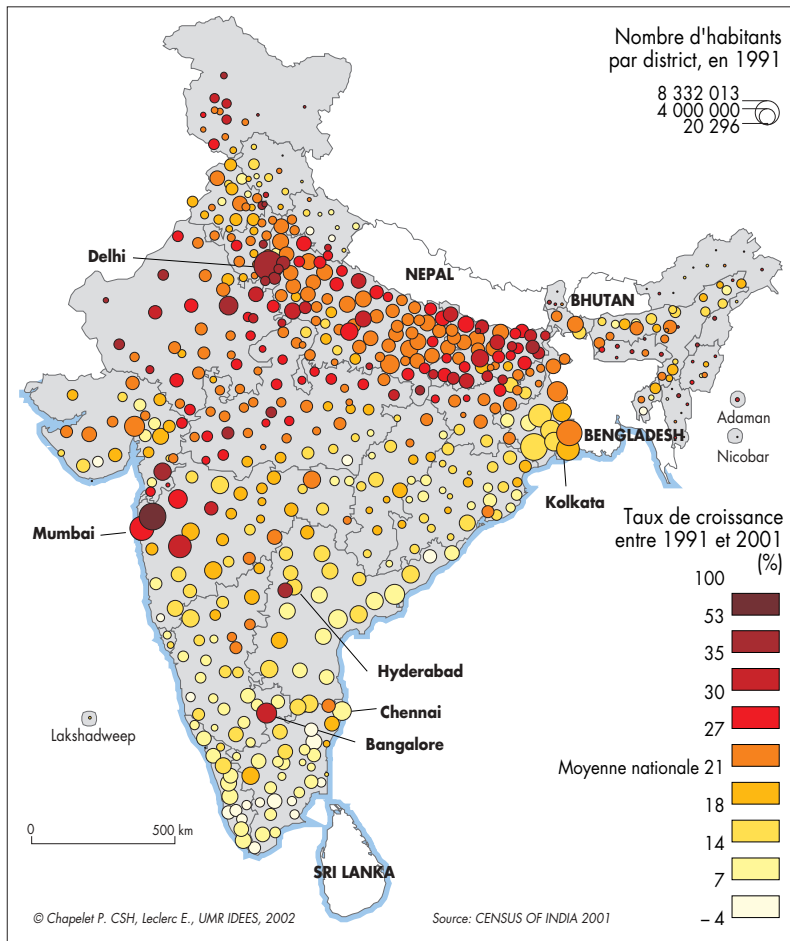 Nombre d'habitants
par district, en 1991
8 332 013
4 000 000
20 296
Delhi
NEPAL
BHUTAN
Adaman
BENGLADESH
Nicobar
Kolkata
Mumbai
Taux de croissance
entre 1991 et 2001
(%)
100
53
35
30
27
Moyenne nationale 21
18
14
7
– 4
Hyderabad
Chennai
Lakshadweep
Bangalore
0 500 km
SRI LANKA
© Chapelet P. CSH, Leclerc E., UMR IDEES, 2002
Source: CENSUS OF INDIA 2001